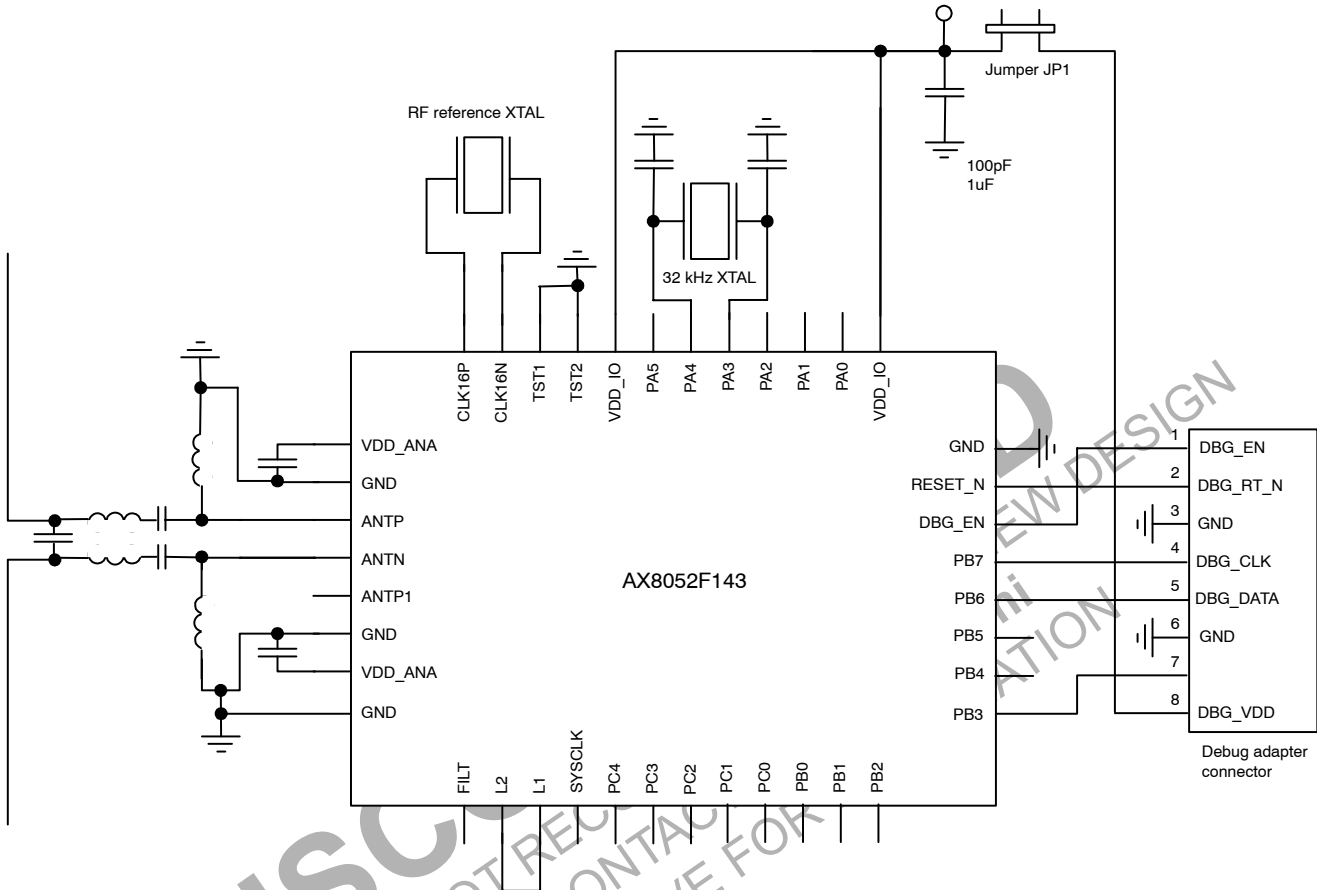 Jumper JP1
RF reference XTAL
100pF
1uF
32 kHz XTAL
CLK16P
CLK16N
TST1
TST2
VDD_IO
PA5
PA4
PA3
PA2
PA1
PA0
VDD_IO
VDD_ANA
GND
ANTP
ANTN
ANTP1
GND
VDD_ANA
GND
AX8052F143
GND
RESET_N
DBG_EN
PB7
PB6
PB5
PB4
PB3
1
2
3
4
5
6
7
8
DBG_EN
DBG_RT_N
GND
DBG_CLK
DBG_DATA
GND
DBG_VDD
Debug adapter
connector
FILT
L2
L1
SYSCLK
PC4
PC3
PC2
PC1
PC0
PB0
PB1
PB2
DESIGN